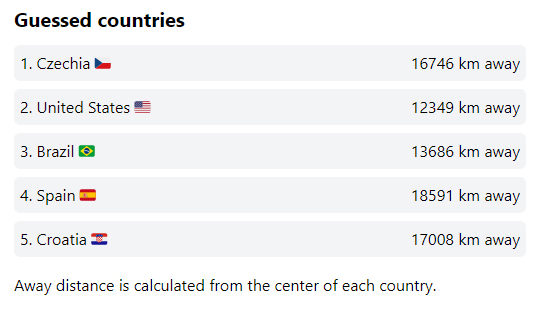 Guessed countries
1. Czechia 🇨🇿 16746 km away
2. United States 🇺🇸 12349 km away
3. Brazil 🇧🇷 13686 km away
4. Spain 🇪🇸 18591 km away
5. Croatia 🇭🇷 17008 km away
Away distance is calculated from the center of each country.